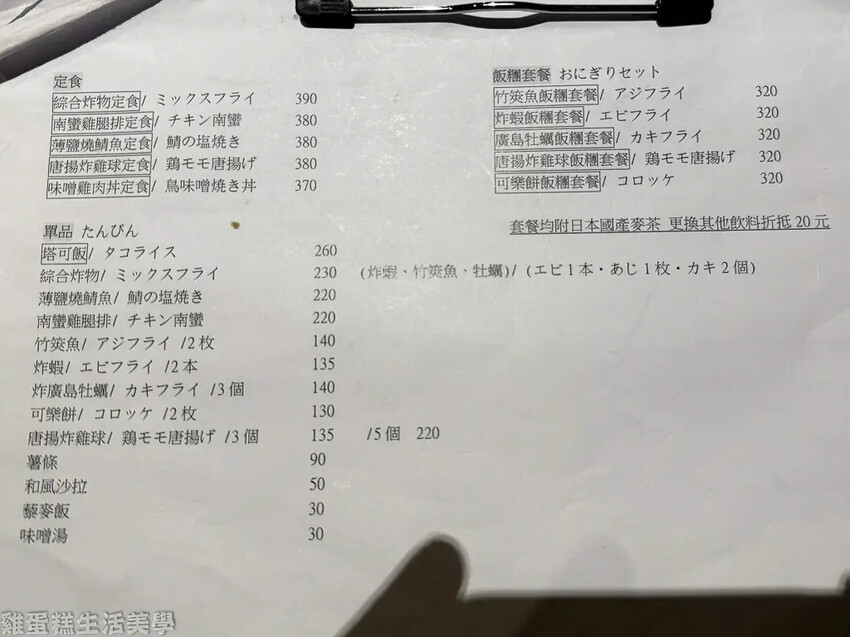 定食
綜合炸物定食/ ミックスフライ 390
南蠻雞腿排定食/ チキン南蠻 380
薄鹽燒鯖魚定食/ 鯖の塩焼き 380
唐揚炸雞球定食/ 鶏モモ唐揚げ 380
味噌雞肉丼定食/ 鳥味噌焼き丼 370
飯糰套餐 おにぎりセット
竹筴魚飯糰套餐/ アジフライ 320
炸蝦飯糰套餐/ エビフライ 320
廣島牡蠣飯糰套餐/ カキフライ 320
唐揚炸雞球飯糰套餐/ 鶏モモ唐揚げ 320
可樂餅飯糰套餐/ コロッケ 320
套餐均附日本國產麥茶 更換其他飲料折抵 20 元
單品 たんぴん
塔可飯/ タコライス 260
綜合炸物/ ミックスフライ 230 (炸蝦、竹筴魚、牡蠣)/ (エビ1本・あじ1枚・カキ2個)
薄鹽燒鯖魚/ 鯖の塩焼き 220
南蠻雞腿排/ チキン南蠻 220
竹筴魚/ アジフライ /2枚 140
炸蝦/ エビフライ /2本 135
炸廣島牡蠣/ カキフライ /3個 140
可樂餅/ コロッケ /2枚 130
唐揚炸雞球/ 鶏モモ唐揚げ /3個 135 /5個 220
薯條 90
和風沙拉 50
藜麥飯 30
味噌湯 30
雞蛋糕生活美學